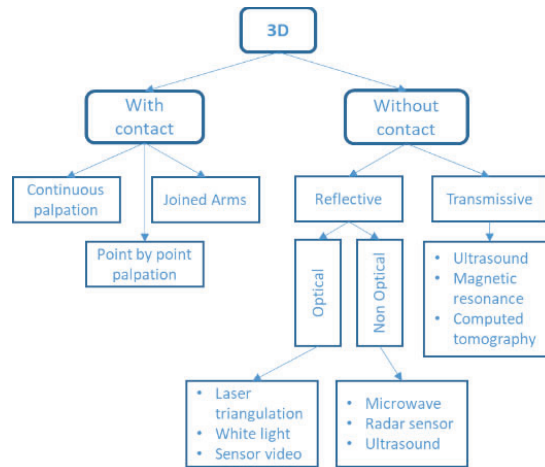 3D
With
contact
Without
contact
Continuous
palpation
Joined Arms
Reflective
Transmissive
Point by point
palpation
Optical
Non Optical
• Ultrasound
• Magnetic
resonance
• Computed
tomography
• Laser
triangulation
• White light
• Sensor video
• Microwave
• Radar sensor
• Ultrasound